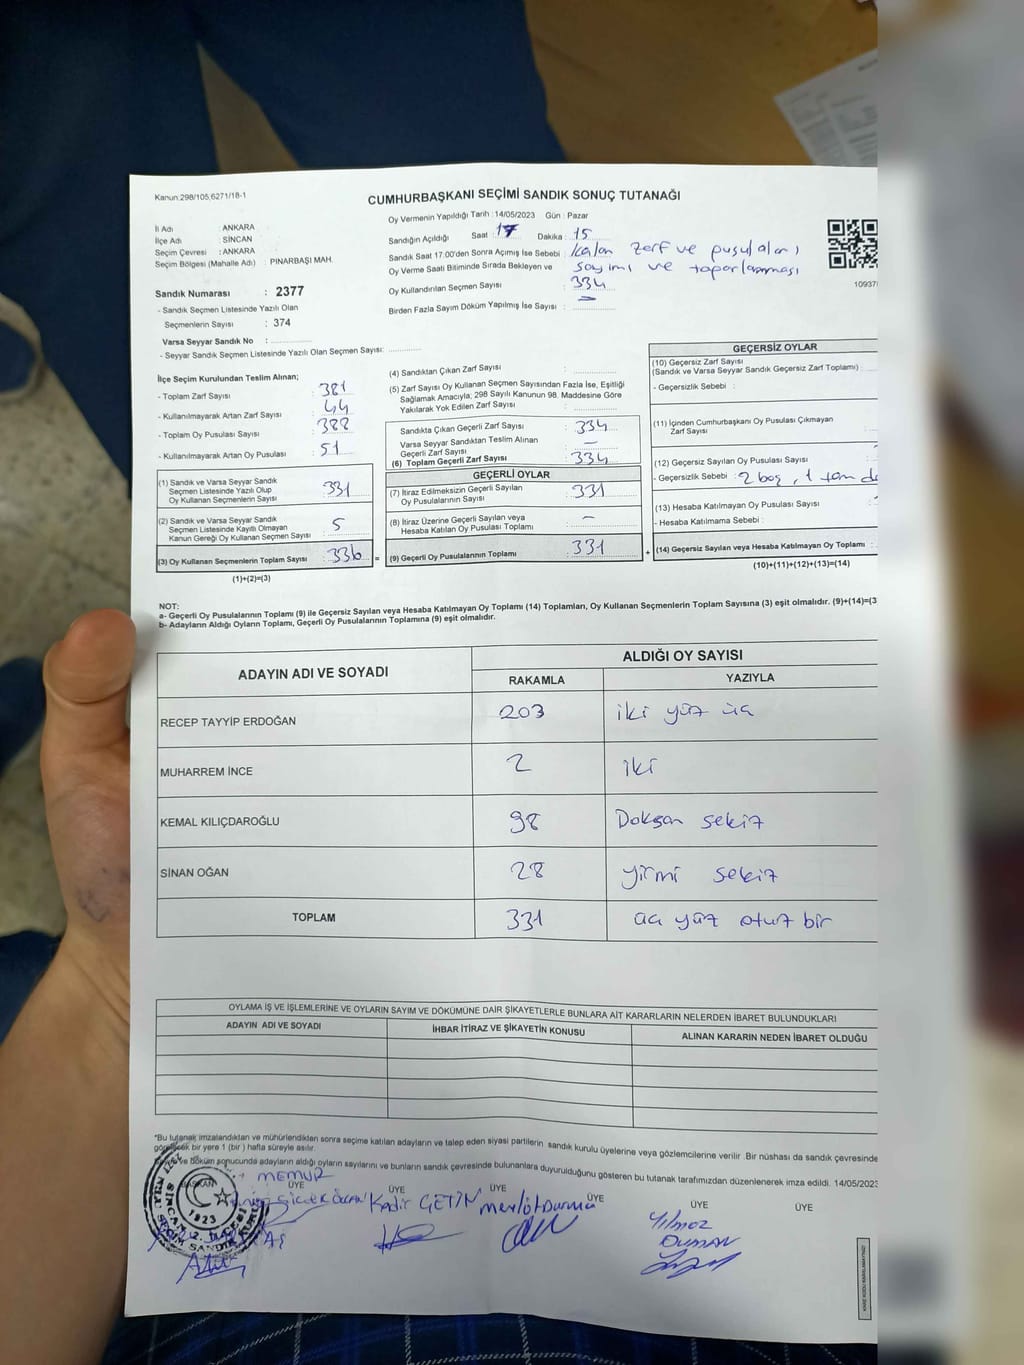 Kanun:298/105,6271/18-1
CUMHURBAŞKANI SEÇİMİ SANDIK SONUÇ TUTANAĞI
İl Adı : ANKARA
İlçe Adı : SİNCAN
Seçim Çevresi : ANKARA
Seçim Bölgesi (Mahalle Adı) : PINARBAŞI MAH.
Sandık Numarası : 2377
- Sandık Seçmen Listesinde Yazılı Olan
Seçmenlerin Sayısı : 374
Varsa Seyyar Sandık No :
- Seyyar Sandık Seçmen Listesinde Yazılı Olan Seçmen Sayısı:
Oy Vermenin Yapıldığı Tarih :14/05/2023 Gün : Pazar
Sandığın Açıldığı Saat : 17 Dakika : 15
Sandık Saat 17.00'den Sonra Açılmış İse Sebebi : Kalan zarf ve pusulaları
Oy Verme Saati Bitiminde Sırada Bekleyen ve sayımı ve toparlanması
Oy Kullandırılan Seçmen Sayısı : 334
Birden Fazla Sayım Döküm Yapılmış İse Sayısı : –
10937
İlçe Seçim Kurulundan Teslim Alınan;
- Toplam Zarf Sayısı : 381
- Kullanılmayarak Artan Zarf Sayısı : 44
- Toplam Oy Pusulası Sayısı : 388
- Kullanılmayarak Artan Oy Pusulası : 51
(1) Sandık ve Varsa Seyyar Sandık
Seçmen Listesinde Yazılı Olup
Oy Kullanan Seçmenlerin Sayısı : 331
(2) Sandık ve Varsa Seyyar Sandık
Seçmen Listesinde Kayıtlı Olmayan
Kanun Gereği Oy Kullanan Seçmen Sayısı : 5
(3) Oy Kullanan Seçmenlerin Toplam Sayısı : 336 =
(1)+(2)=(3)
(4) Sandıktan Çıkan Zarf Sayısı :
(5) Zarf Sayısı Oy Kullanan Seçmen Sayısından Fazla İse, Eşitliği
Sağlamak Amacıyla; 298 Sayılı Kanunun 98. Maddesine Göre
Yakılarak Yok Edilen Zarf Sayısı :
Sandıkta Çıkan Geçerli Zarf Sayısı : 334
Varsa Seyyar Sandıktan Teslim Alınan
Geçerli Zarf Sayısı : –
(6) Toplam Geçerli Zarf Sayısı : 334
GEÇERLİ OYLAR
(7) İtiraz Edilmeksizin Geçerli Sayılan
Oy Pusulalarının Sayısı : 331
(8) İtiraz Üzerine Geçerli Sayılan veya
Hesaba Katılan Oy Pusulası Toplamı : –
(9) Geçerli Oy Pusulalarının Toplamı : 331 +
GEÇERSİZ OYLAR
(10) Geçersiz Zarf Sayısı
(Sandık ve Varsa Seyyar Sandık Geçersiz Zarf Toplamı) :
- Geçersizlik Sebebi :
(11) İçinden Cumhurbaşkanı Oy Pusulası Çıkmayan
Zarf Sayısı
(12) Geçersiz Sayılan Oy Pusulası Sayısı :
- Geçersizlik Sebebi : 2 boş, 1
(13) Hesaba Katılmayan Oy Pusulası Sayısı :
- Hesaba Katılmama Sebebi :
(14) Geçersiz Sayılan veya Hesaba Katılmayan Oy Toplamı :
(10)+(11)+(12)+(13)=(14)
NOT:
a- Geçerli Oy Pusulalarının Toplamı (9) ile Geçersiz Sayılan veya Hesaba Katılmayan Oy Toplamı (14) Toplamları, Oy Kullanan Seçmenlerin Toplam Sayısına (3) eşit olmalıdır. (9)+(14)=(3
b- Adayların Aldığı Oyların Toplamı, Geçerli Oy Pusulalarının Toplamına (9) eşit olmalıdır.
ADAYIN ADI VE SOYADI ALDIĞI OY SAYISI
RAKAMLA YAZIYLA
RECEP TAYYİP ERDOĞAN 203 iki yüz üç
MUHARREM İNCE 2 iki
KEMAL KILIÇDAROĞLU 98 Doksan sekiz
SİNAN OĞAN 28 yirmi sekiz
TOPLAM 331 üç yüz otuz bir
OYLAMA İŞ VE İŞLEMLERİNE VE OYLARIN SAYIM VE DÖKÜMÜNE DAİR ŞİKAYETLERLE BUNLARA AİT KARARLARIN NELERDEN İBARET BULUNDUKLARI
ADAYIN ADI VE SOYADI İHBAR İTİRAZ VE ŞİKAYETİN KONUSU ALINAN KARARIN NEDEN İBARET OLDUĞU
*Bu tutanak imzalandıktan ve mühürlendikten sonra seçime katılan adayların ve talep eden siyasi partilerin sandık kurulu üyelerine veya gözlemcilerine verilir. Bir nüshası da sandık çevresinde
görülecek bir yere 1 (bir) hafta süreyle asılır.
ve döküm sonucunda adayların aldığı oyların sayılarını ve bunların sandık çevresinde bulunanlara duyurulduğunu gösteren bu tutanak tarafımızdan düzenlenerek imza edildi. 14/05/2023
BAŞKAN MEMUR
ÜYE ÜYE ÜYE ÜYE ÜYE ÜYE
Kadir ÇETİN Mevlüt Durmuş
Yılmaz
DUMAN
1923